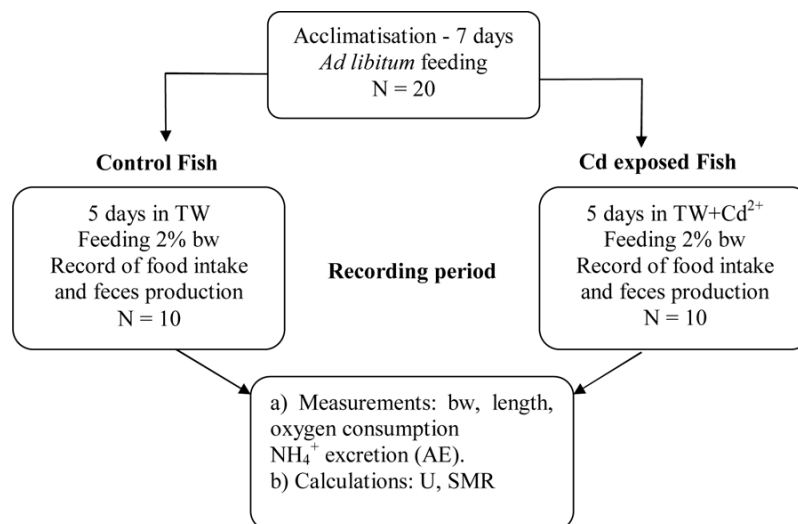 Acclimatisation - 7 days
Ad libitum feeding
N = 20
Control Fish
Cd exposed Fish
5 days in TW
Feeding 2% bw
Record of food intake
and feces production
N = 10
Recording period
5 days in TW+Cd²⁺
Feeding 2% bw
Record of food intake
and feces production
N = 10
a) Measurements: bw, length,
oxygen consumption
NH₄⁺ excretion (AE).
b) Calculations: U, SMR